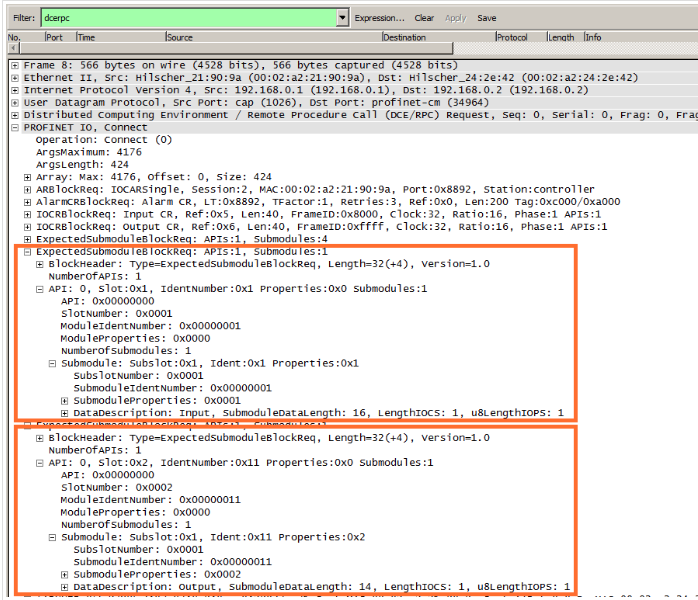 Filter: dcerpc Expression... Clear Apply Save
No. Port Time Source Destination Protocol Length Info
Frame 8: 566 bytes on wire (4528 bits), 566 bytes captured (4528 bits)
Ethernet II, Src: Hilscher_21:90:9a (00:02:a2:21:90:9a), Dst: Hilscher_24:2e:42 (00:02:a2:24:2e:42)
Internet Protocol Version 4, Src: 192.168.0.1 (192.168.0.1), Dst: 192.168.0.2 (192.168.0.2)
User Datagram Protocol, Src Port: cap (1026), Dst Port: profinet-cm (34964)
Distributed Computing Environment / Remote Procedure Call (DCE/RPC) Request, Seq: 0, Serial: 0, Frag: 0, Frag
PROFINET IO, Connect
Operation: Connect (0)
ArgsMaximum: 4176
ArgsLength: 424
Array: Max: 4176, Offset: 0, Size: 424
ARBlockReq: IOCARSingle, Session:2, MAC:00:02:a2:21:90:9a, Port:0x8892, Station:controller
AlarmCRBlockReq: Alarm CR, LT:0x8892, TFactor:1, Retries:3, Ref:0x0, Len:200 Tag:0xc000/0xa000
IOCRBlockReq: Input CR, Ref:0x5, Len:40, FrameID:0x8000, Clock:32, Ratio:16, Phase:1 APIs:1
IOCRBlockReq: Output CR, Ref:0x6, Len:40, FrameID:0xffff, Clock:32, Ratio:16, Phase:1 APIs:1
ExpectedSubmoduleBlockReq: APIs:1, Submodules:4
ExpectedSubmoduleBlockReq: APIs:1, Submodules:1
BlockHeader: Type=ExpectedSubmoduleBlockReq, Length=32(+4), Version=1.0
NumberOfAPIs: 1
API: 0, Slot:0x1, IdentNumber:0x1 Properties:0x0 Submodules:1
API: 0x00000000
SlotNumber: 0x0001
ModuleIdentNumber: 0x00000001
ModuleProperties: 0x0000
NumberOfSubmodules: 1
Submodule: Subslot:0x1, Ident:0x1 Properties:0x1
SubslotNumber: 0x0001
SubmoduleIdentNumber: 0x00000001
SubmoduleProperties: 0x0001
DataDescription: Input, SubmoduleDataLength: 16, LengthIOCS: 1, u8LengthIOPS: 1
ExpectedSubmoduleBlockReq: APIs:1, Submodules:1
BlockHeader: Type=ExpectedSubmoduleBlockReq, Length=32(+4), Version=1.0
NumberOfAPIs: 1
API: 0, Slot:0x2, IdentNumber:0x11 Properties:0x0 Submodules:1
API: 0x00000000
SlotNumber: 0x0002
ModuleIdentNumber: 0x00000011
ModuleProperties: 0x0000
NumberOfSubmodules: 1
Submodule: Subslot:0x1, Ident:0x11 Properties:0x2
SubslotNumber: 0x0001
SubmoduleIdentNumber: 0x00000011
SubmoduleProperties: 0x0002
DataDescription: Output, SubmoduleDataLength: 14, LengthIOCS: 1, u8LengthIOPS: 1